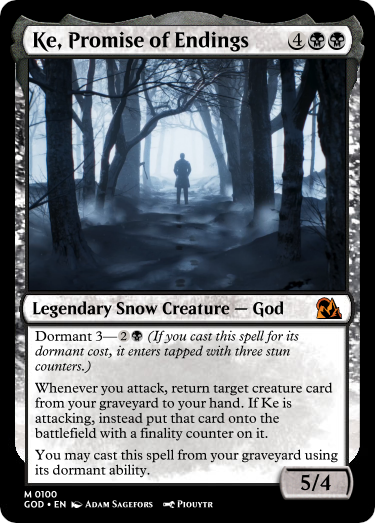 Ke, Promise of Endings 4
Legendary Snow Creature — God
Dormant 3—2 (If you cast this spell for its
dormant cost, it enters tapped with three stun
counters.)
Whenever you attack, return target creature card
from your graveyard to your hand. If Ke is
attacking, instead put that card onto the
battlefield with a finality counter on it.
You may cast this spell from your graveyard using
its dormant ability.
5/4
M 0100
GOD • EN Adam Sagefors Piouytr